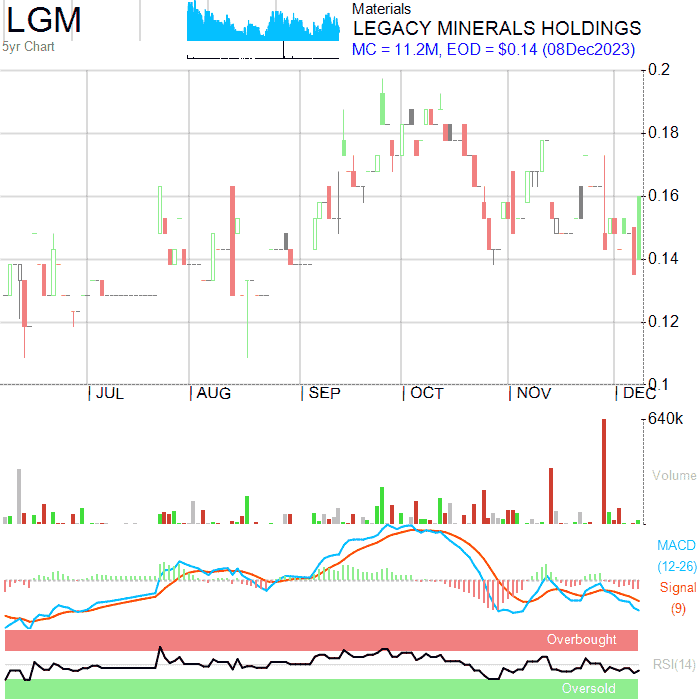 LGM
5yr Chart
Materials
LEGACY MINERALS HOLDINGS
MC = 11.2M, EOD = $0.14 (08Dec2023)
0.2
0.18
0.16
0.14
0.12
0.1
JUL AUG SEP OCT NOV DEC
640k
Volume
MACD
(12-26)
Signal
(9)
Overbought
RSI(14)
Oversold